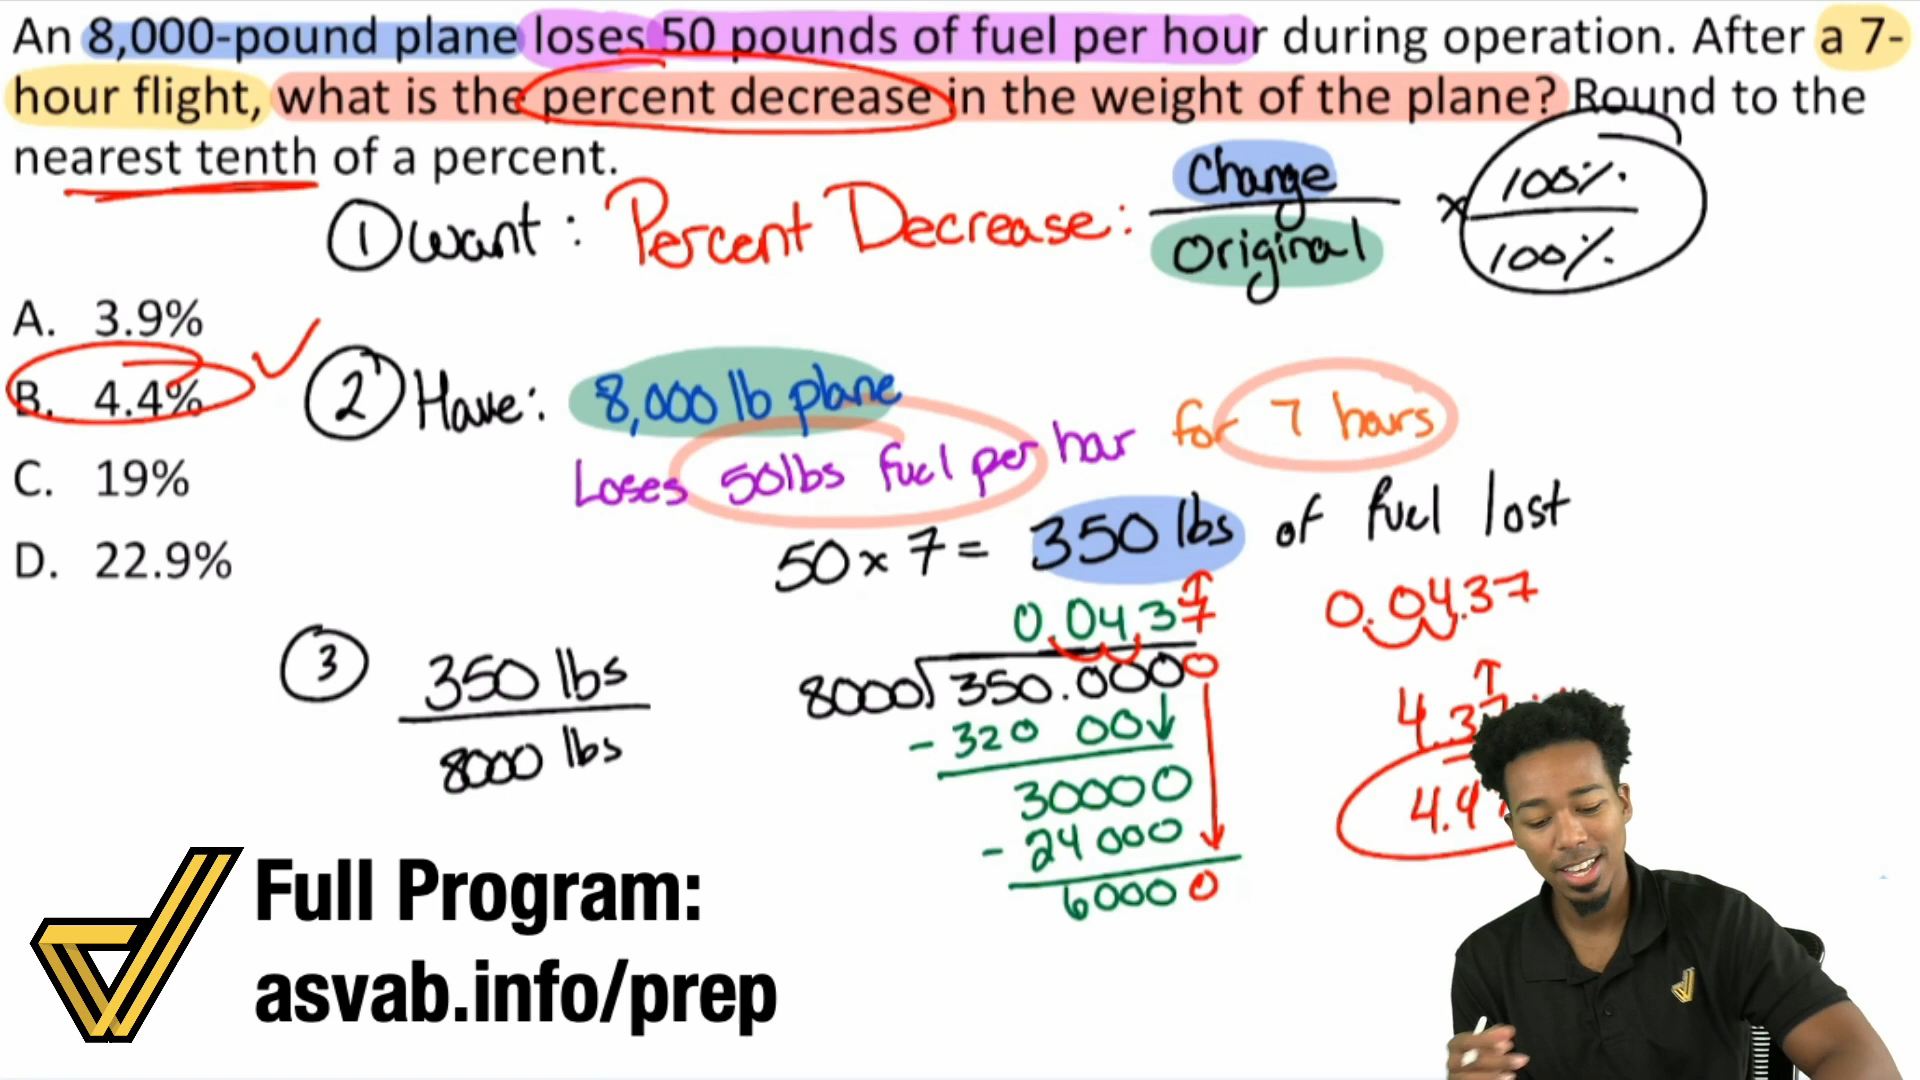 An 8,000-pound plane loses 50 pounds of fuel per hour during operation. After a 7-
hour flight, what is the percent decrease in the weight of the plane? Round to the
nearest tenth of a percent.
① want : Percent Decrease: Change / Original × 100% / 100%
A. 3.9%
B. 4.4%
C. 19%
D. 22.9%
② Have: 8,000 lb plane
Loses 50lbs fuel per hour for 7 hours
50 x 7 = 350 lbs of fuel lost
③ 350 lbs
8000 lbs
0.0437
8000 350.0000
- 320 00
30000
- 24 000
6000 0
0.0437
4.37
4.4
Full Program:
asvab.info/prep